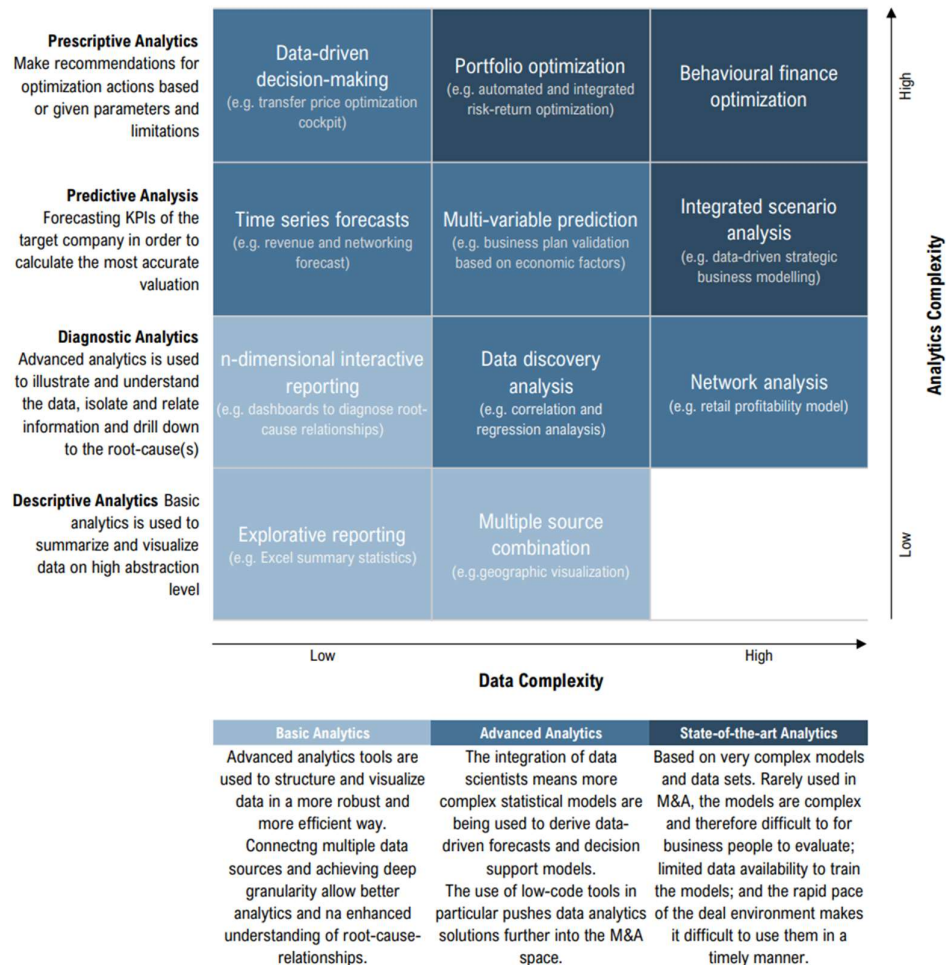 Prescriptive Analytics
Make recommendations for
optimization actions based
or given parameters and
limitations
Data-driven
decision-making
(e.g. transfer price optimization
cockpit)
Portfolio optimization
(e.g. automated and integrated
risk-return optimization)
Behavioural finance
optimization
High
Predictive Analysis
Forecasting KPIs of the
target company in order to
calculate the most accurate
valuation
Time series forecasts
(e.g. revenue and networking
forecast)
Multi-variable prediction
(e.g. business plan validation
based on economic factors)
Integrated scenario
analysis
(e.g. data-driven strategic
business modelling)
Analytics Complexity
Diagnostic Analytics
Advanced analytics is used
to illustrate and understand
the data, isolate and relate
information and drill down
to the root-cause(s)
n-dimensional interactive
reporting
(e.g. dashboards to diagnose root-
cause relationships)
Data discovery
analysis
(e.g. correlation and
regression analaysis)
Network analysis
(e.g. retail profitability model)
Descriptive Analytics Basic
analytics is used to
summarize and visualize
data on high abstraction
level
Explorative reporting
(e.g. Excel summary statistics)
Multiple source
combination
(e.g.geographic visualization)
Low
Low
High
Data Complexity
Basic Analytics
Advanced analytics tools are
used to structure and visualize
data in a more robust and
more efficient way.
Connectng multiple data
sources and achieving deep
granularity allow better
analytics and na enhanced
understanding of root-cause-
relationships.
Advanced Analytics
The integration of data
scientists means more
complex statistical models are
being used to derive data-
driven forecasts and decision
support models.
The use of low-code tools in
particular pushes data analytics
solutions further into the M&A
space.
State-of-the-art Analytics
Based on very complex models
and data sets. Rarely used in
M&A, the models are complex
and therefore difficult to for
business people to evaluate;
limited data availability to train
the models; and the rapid pace
of the deal environment makes
it difficult to use them in a
timely manner.